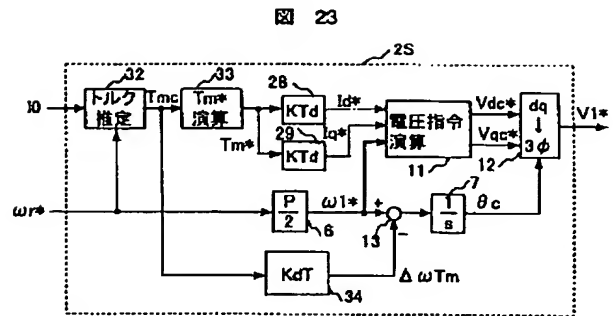 図 23
2S
32
33
28
I0
トルク
推定
Tmc
Tm*
演算
KTd
Id*
電圧指令
演算
Vdc*
dq
↓
3φ
V1*
29
Iq*
Tm*
KTd
11
Vqc*
12
7
ωr*
P
2
ω1*
+
1
s
θc
6
13
-
KdT
ΔωTm
34